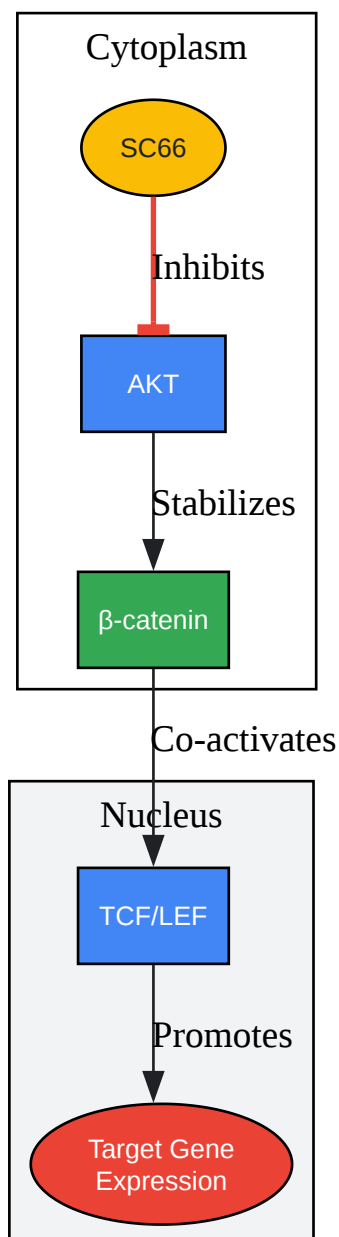 Cytoplasm
SC66
Inhibits
AKT
Stabilizes
β-catenin
Co-activates
Nucleus
TCF/LEF
Promotes
Target Gene
Expression